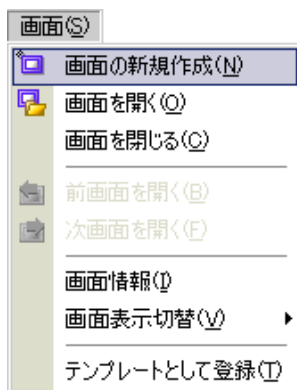 画面(S)
画面の新規作成(N)
画面を開く(O)
画面を閉じる(C)
前画面を開く(B)
次画面を開く(F)
画面情報(I)
画面表示切替(V)
テンプレートとして登録(T)